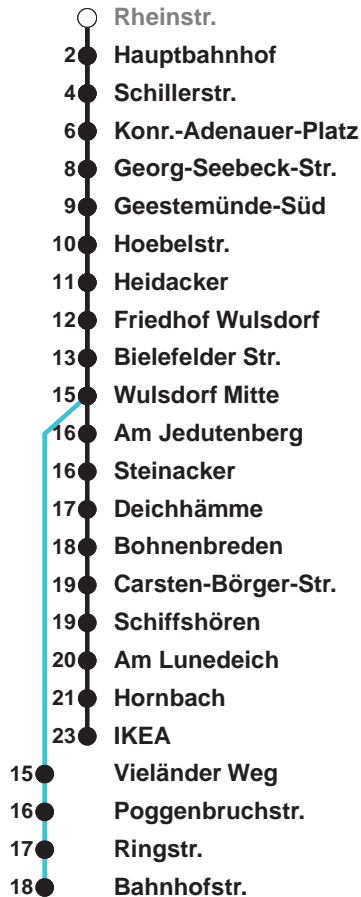 Rheinstr.
2 Hauptbahnhof
4 Schillerstr.
6 Konr.-Adenauer-Platz
8 Georg-Seebeck-Str.
9 Geestemünde-Süd
10 Hoebelstr.
11 Heidacker
12 Friedhof Wulsdorf
13 Bielefelder Str.
15 Wulsdorf Mitte
16 Am Jedutenberg
16 Steinacker
17 Deichhämme
18 Bohnenbreden
19 Carsten-Börger-Str.
19 Schiffshören
20 Am Lunedeich
21 Hornbach
23 IKEA
15 Vieländer Weg
16 Poggenbruchstr.
17 Ringstr.
18 Bahnhofstr.